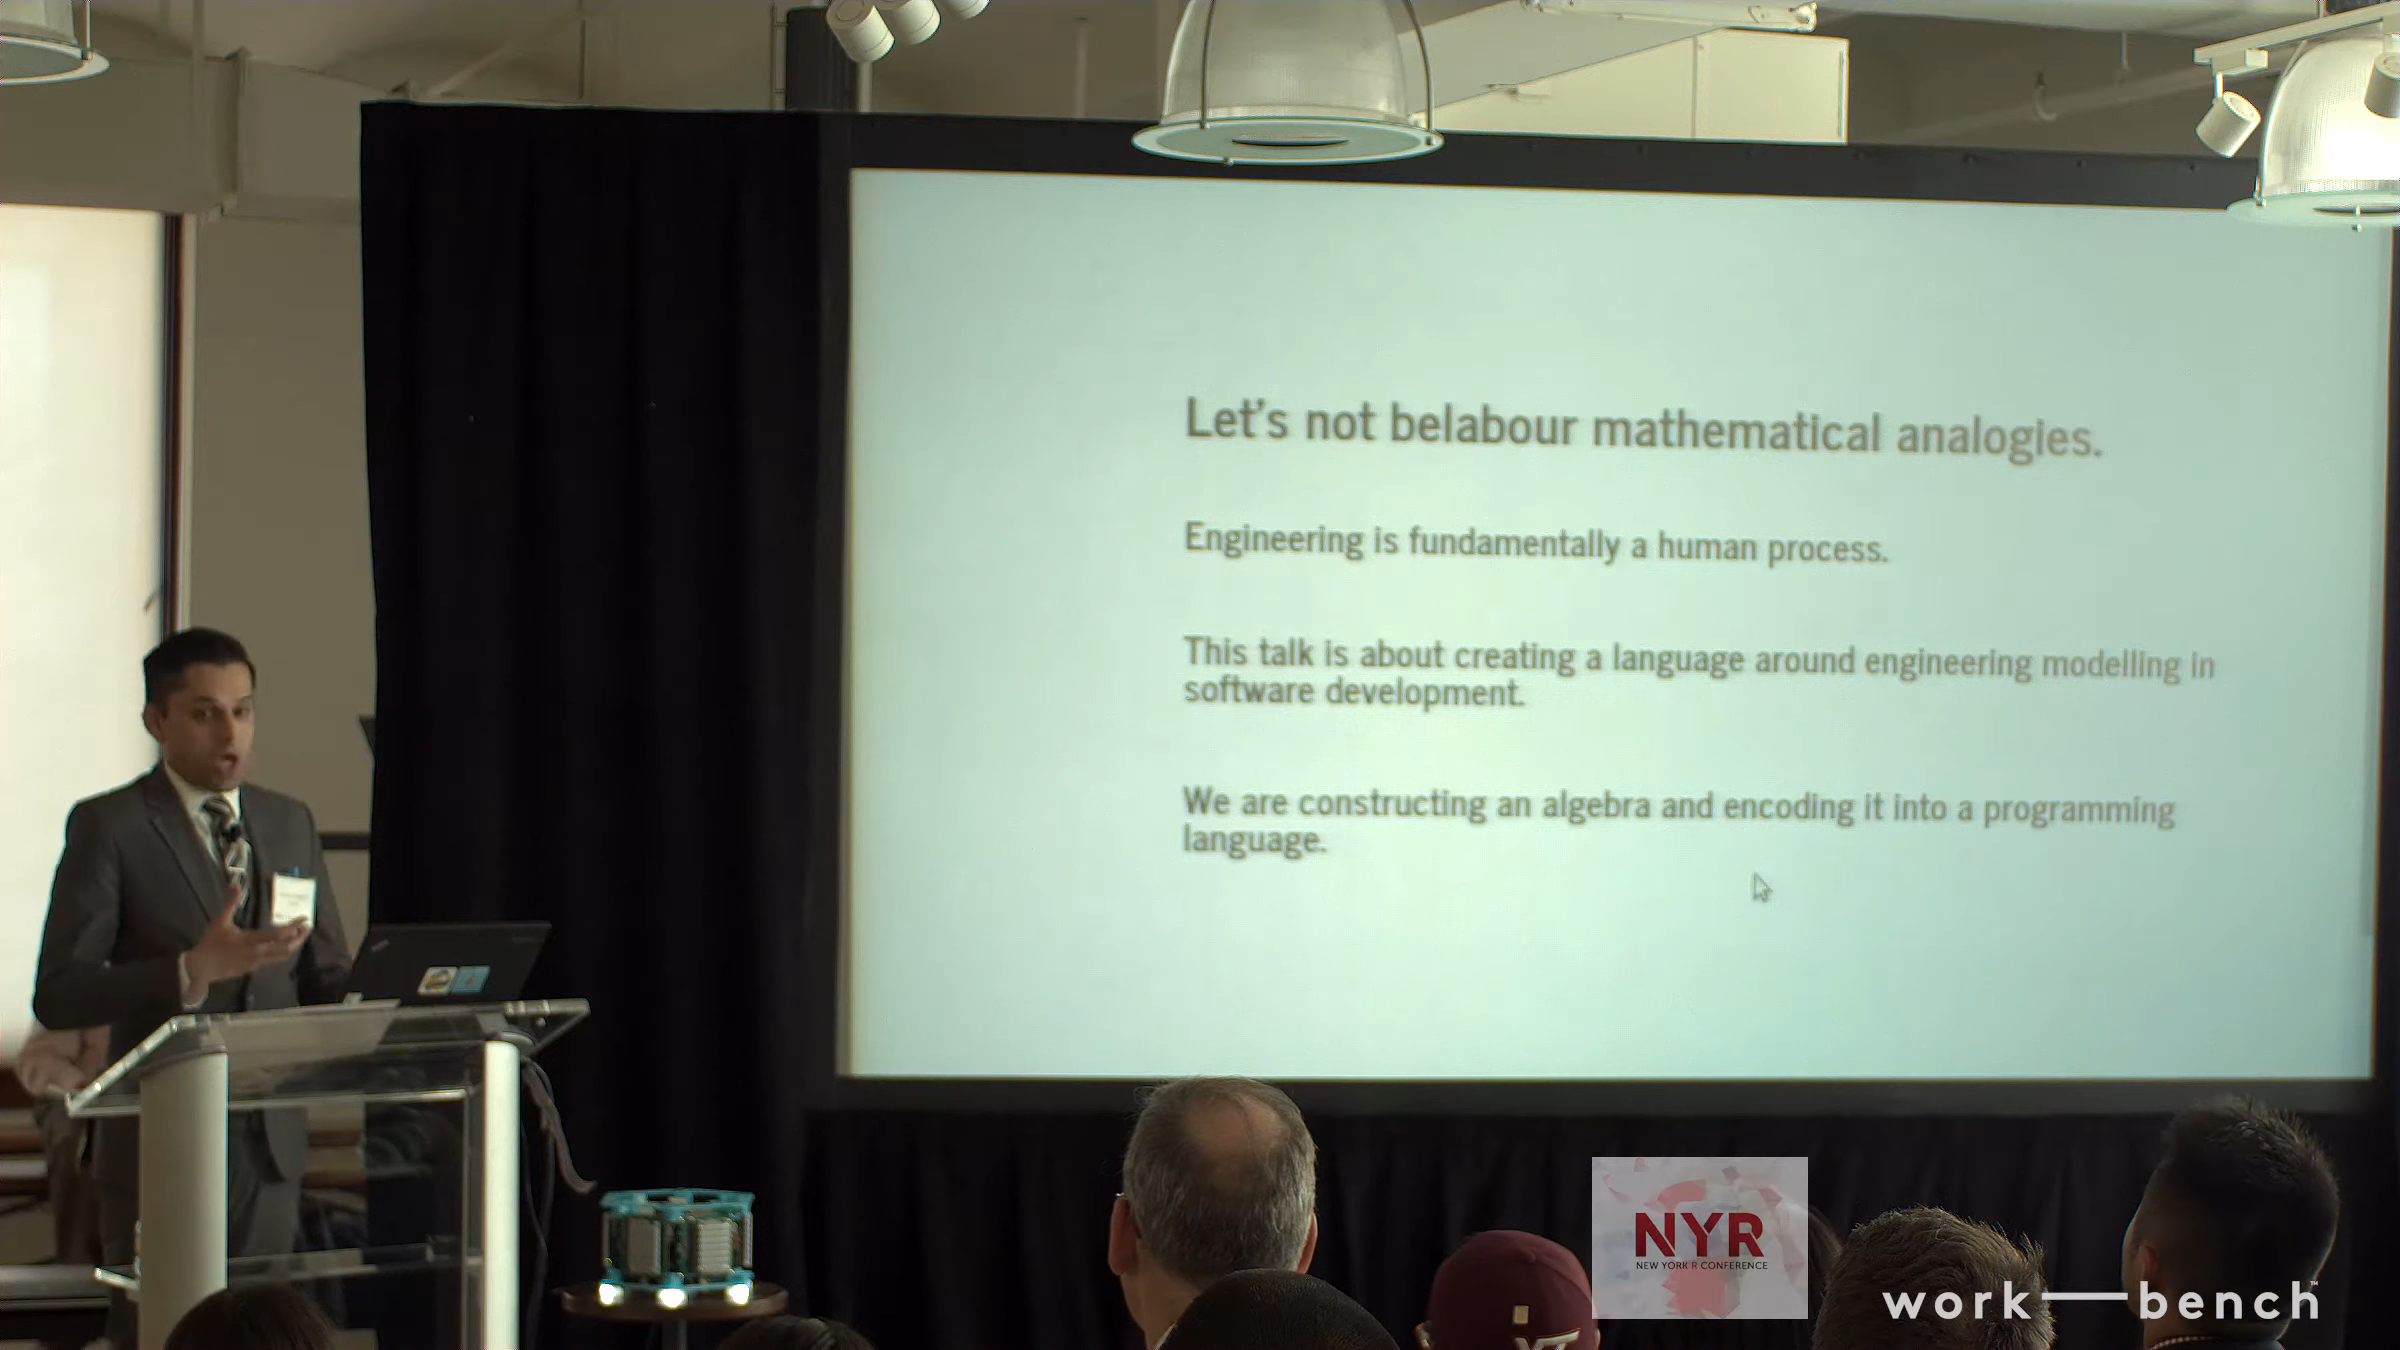 Let's not belabour mathematical analogies.
Engineering is fundamentally a human process.
This talk is about creating a language around engineering modelling in
software development.
We are constructing an algebra and encoding it into a programming
language.
NYR
NEW YORK R CONFERENCE
work—bench™